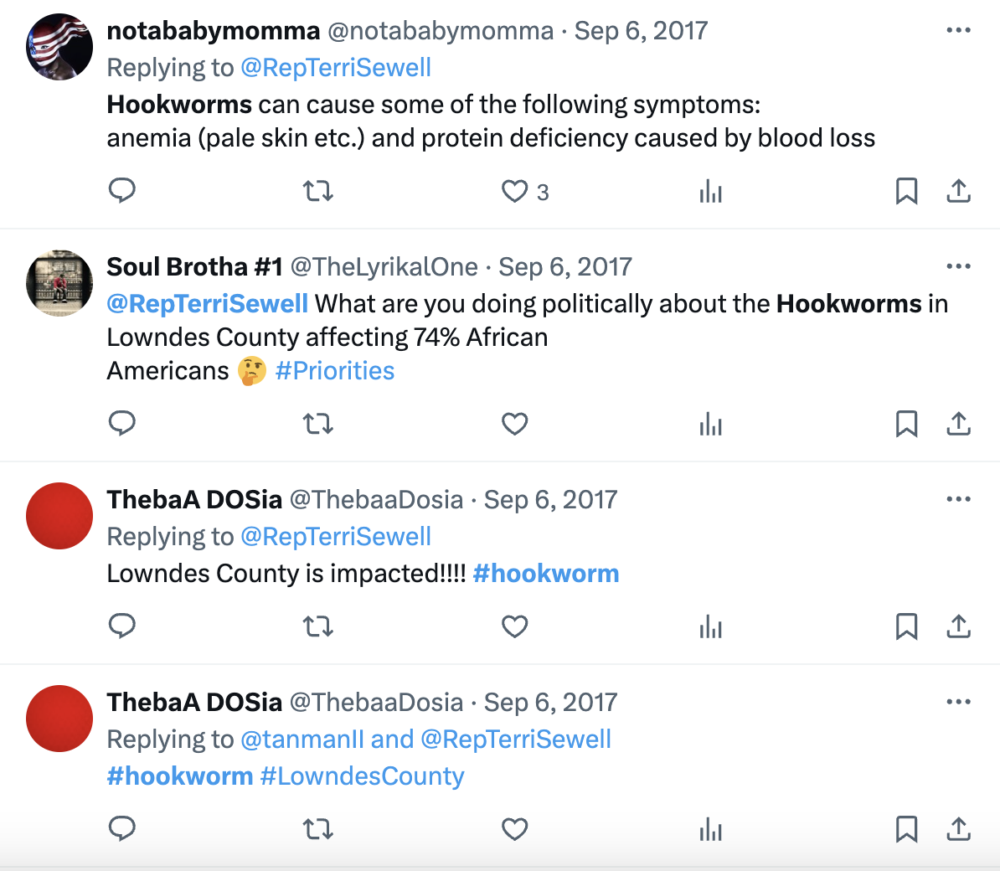 notababymomma @notababymomma · Sep 6, 2017
Replying to @RepTerriSewell
Hookworms can cause some of the following symptoms:
anemia (pale skin etc.) and protein deficiency caused by blood loss
3
Soul Brotha #1 @TheLyrikalOne · Sep 6, 2017
@RepTerriSewell What are you doing politically about the Hookworms in
Lowndes County affecting 74% African
Americans 🤔 #Priorities
ThebaA DOSia @ThebaaDosia · Sep 6, 2017
Replying to @RepTerriSewell
Lowndes County is impacted!!!! #hookworm
ThebaA DOSia @ThebaaDosia · Sep 6, 2017
Replying to @tanmanII and @RepTerriSewell
#hookworm #LowndesCounty